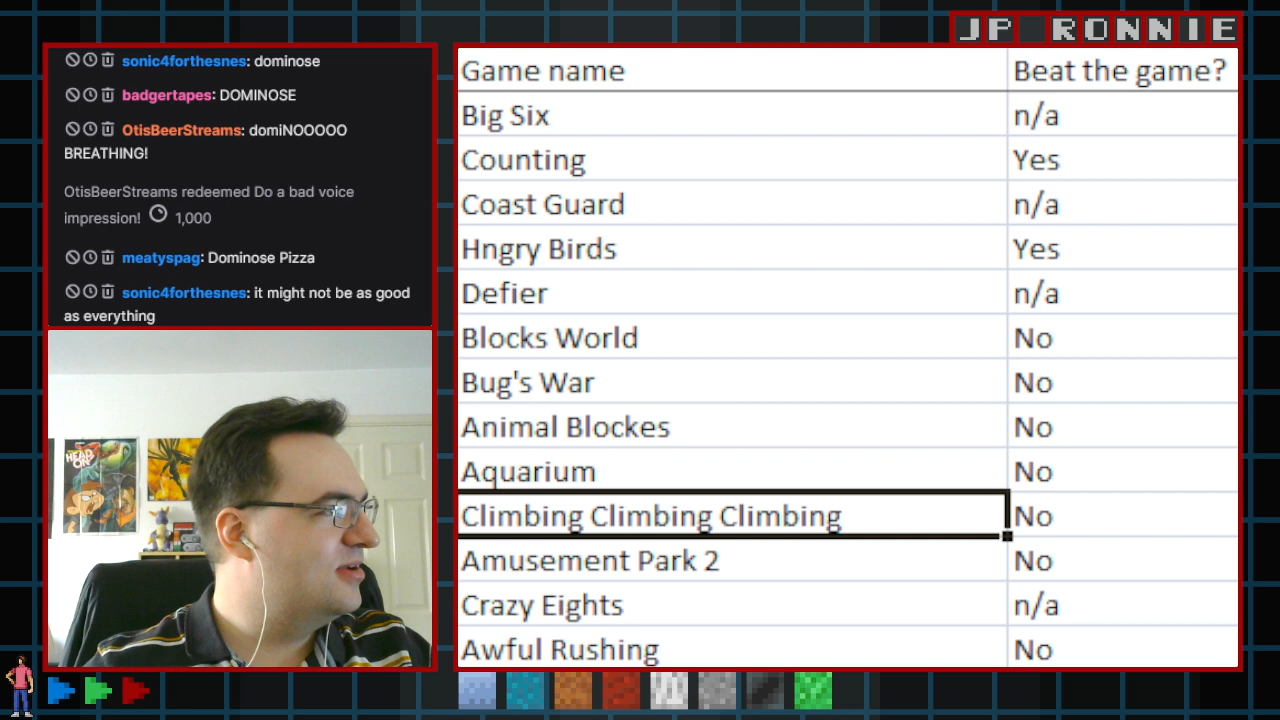 JP RONNIE
sonic4forthesnes: dominose
badgertapes: DOMINOSE
OtisBeerStreams: domiNOOOOO
BREATHING!
OtisBeerStreams redeemed Do a bad voice
impression! 1,000
meatyspag: Dominose Pizza
sonic4forthesnes: it might not be as good
as everything
HEAD ON
Game name Beat the game?
Big Six n/a
Counting Yes
Coast Guard n/a
Hngry Birds Yes
Defier n/a
Blocks World No
Bug's War No
Animal Blockes No
Aquarium No
Climbing Climbing Climbing No
Amusement Park 2 No
Crazy Eights n/a
Awful Rushing No